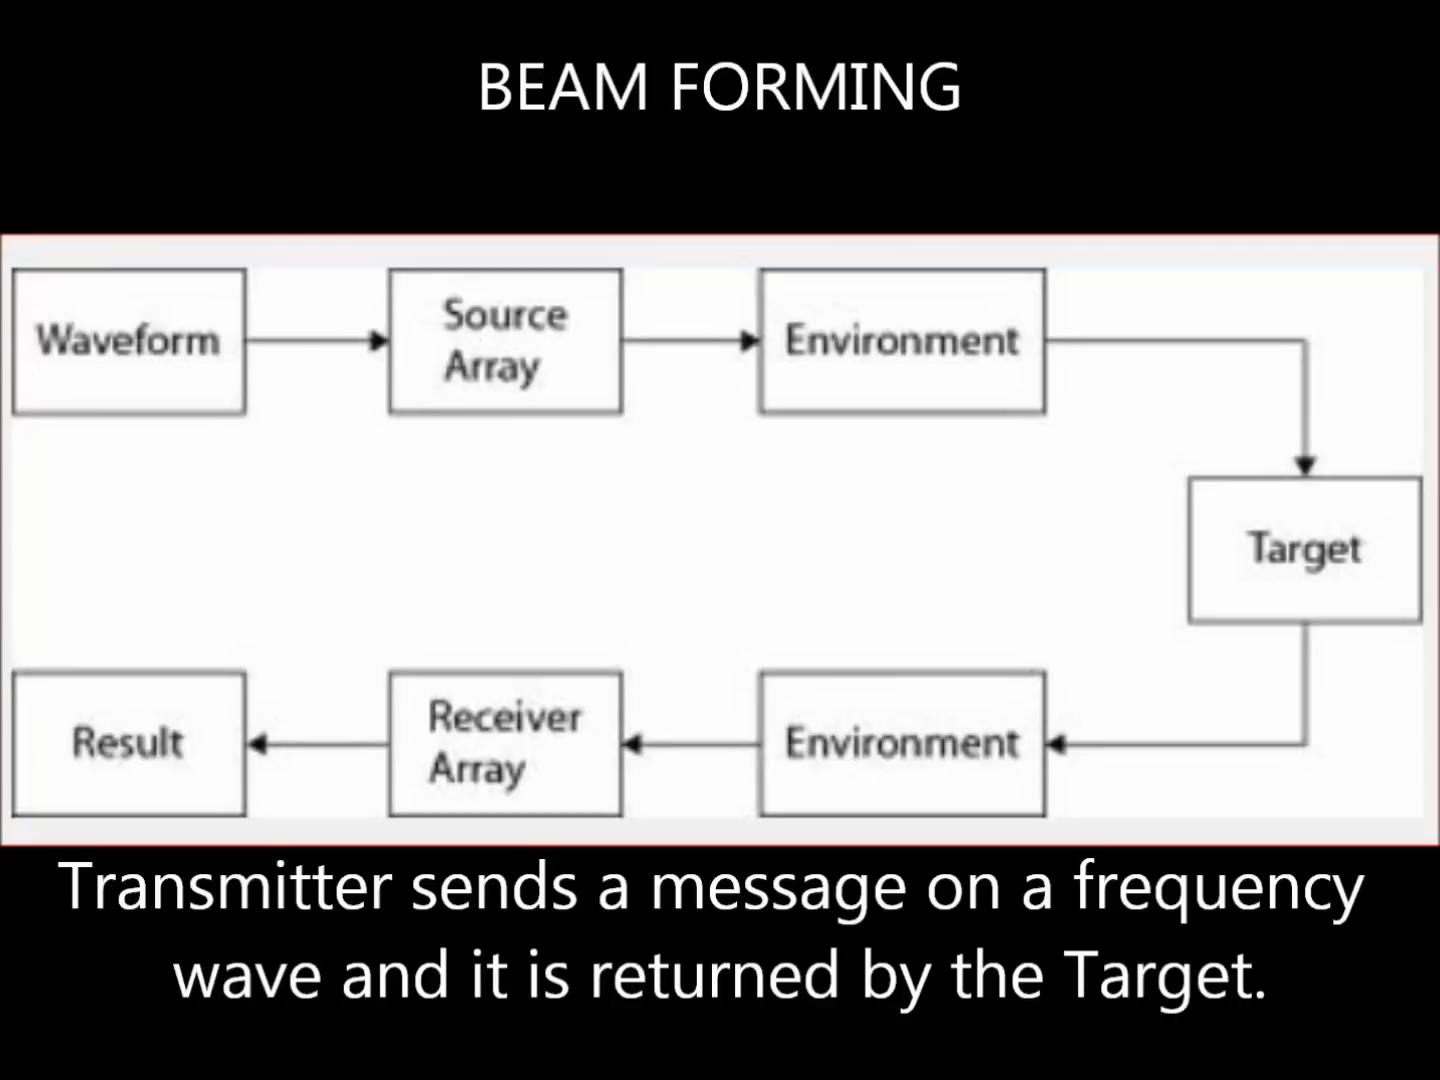 BEAM FORMING
Waveform
Source
Array
Environment
Target
Result
Receiver
Array
Environment
Transmitter sends a message on a frequency
wave and it is returned by the Target.